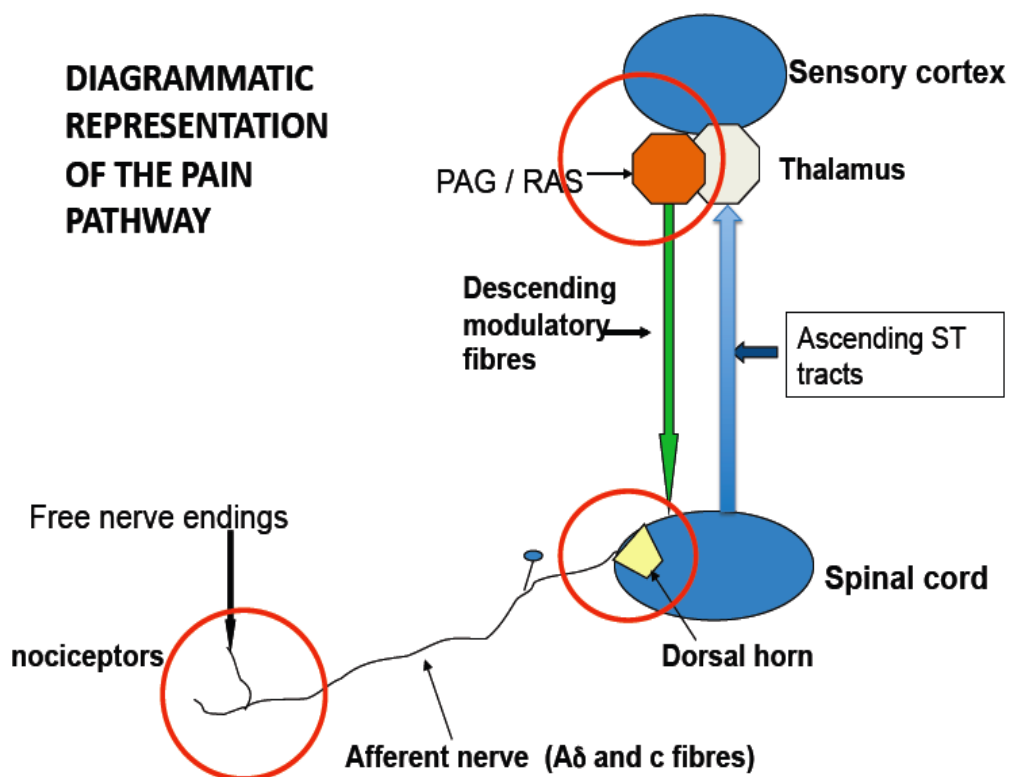 DIAGRAMMATIC
REPRESENTATION
OF THE PAIN
PATHWAY
Sensory cortex
PAG / RAS
Thalamus
Descending
modulatory
fibres
Ascending ST
tracts
Free nerve endings
Spinal cord
nociceptors
Dorsal horn
Afferent nerve (Aδ and c fibres)